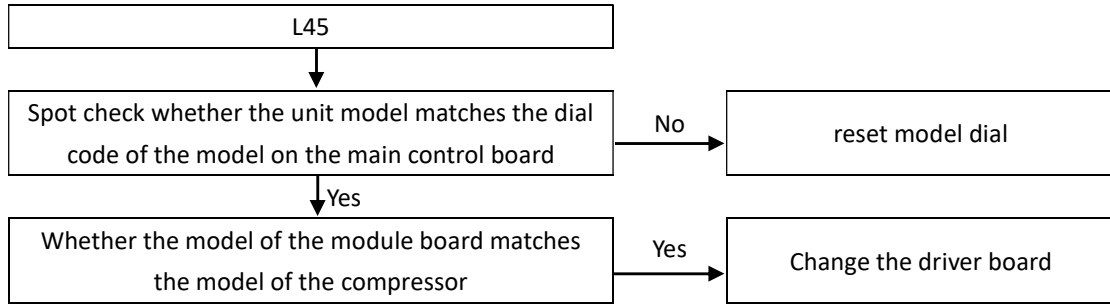 L45
Spot check whether the unit model matches the dial
code of the model on the main control board
No
reset model dial
Yes
Whether the model of the module board matches
the model of the compressor
Yes
Change the driver board